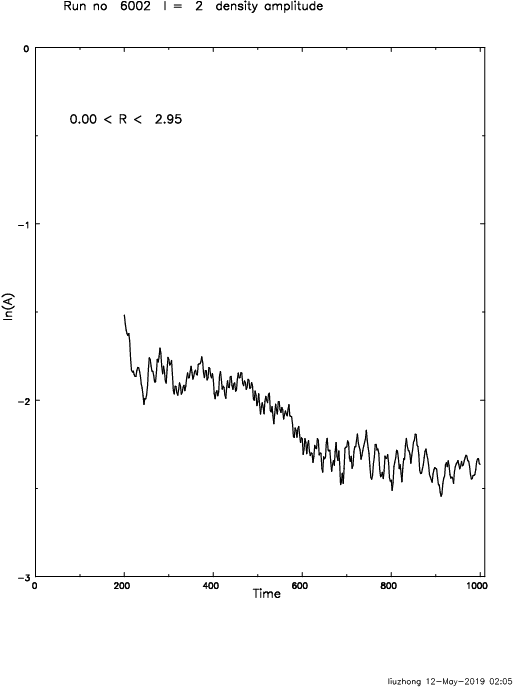 Run no 6002 l = 2 density amplitude
0
0.00 < R < 2.95
−1
ln(A)
−2
−3
0 200 400 600 800 1000
Time
liuzhong 12−May−2019 02:05